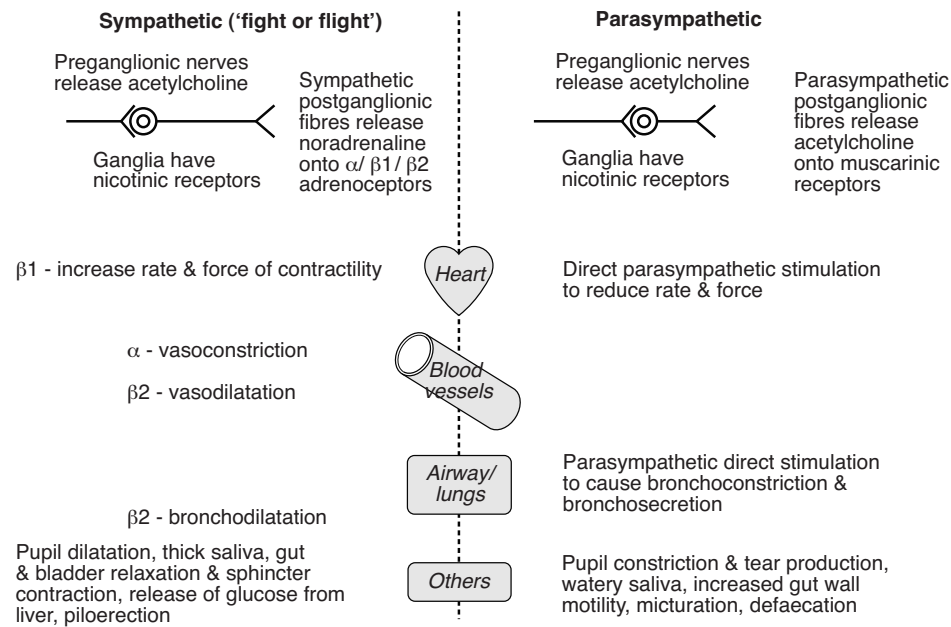 Sympathetic (‘fight or flight’)
Preganglionic nerves
release acetylcholine
Sympathetic
postganglionic
fibres release
noradrenaline
onto α/ β1/ β2
adrenoceptors
Ganglia have
nicotinic receptors
Parasympathetic
Preganglionic nerves
release acetylcholine
Parasympathetic
postganglionic
fibres release
acetylcholine
onto muscarinic
receptors
Ganglia have
nicotinic receptors
β1 - increase rate & force of contractility
Heart
Direct parasympathetic stimulation
to reduce rate & force
α - vasoconstriction
β2 - vasodilatation
Blood
vessels
Airway/
lungs
Parasympathetic direct stimulation
to cause bronchoconstriction &
bronchosecretion
β2 - bronchodilatation
Pupil dilatation, thick saliva, gut
& bladder relaxation & sphincter
contraction, release of glucose from
liver, piloerection
Others
Pupil constriction & tear production,
watery saliva, increased gut wall
motility, micturation, defaecation